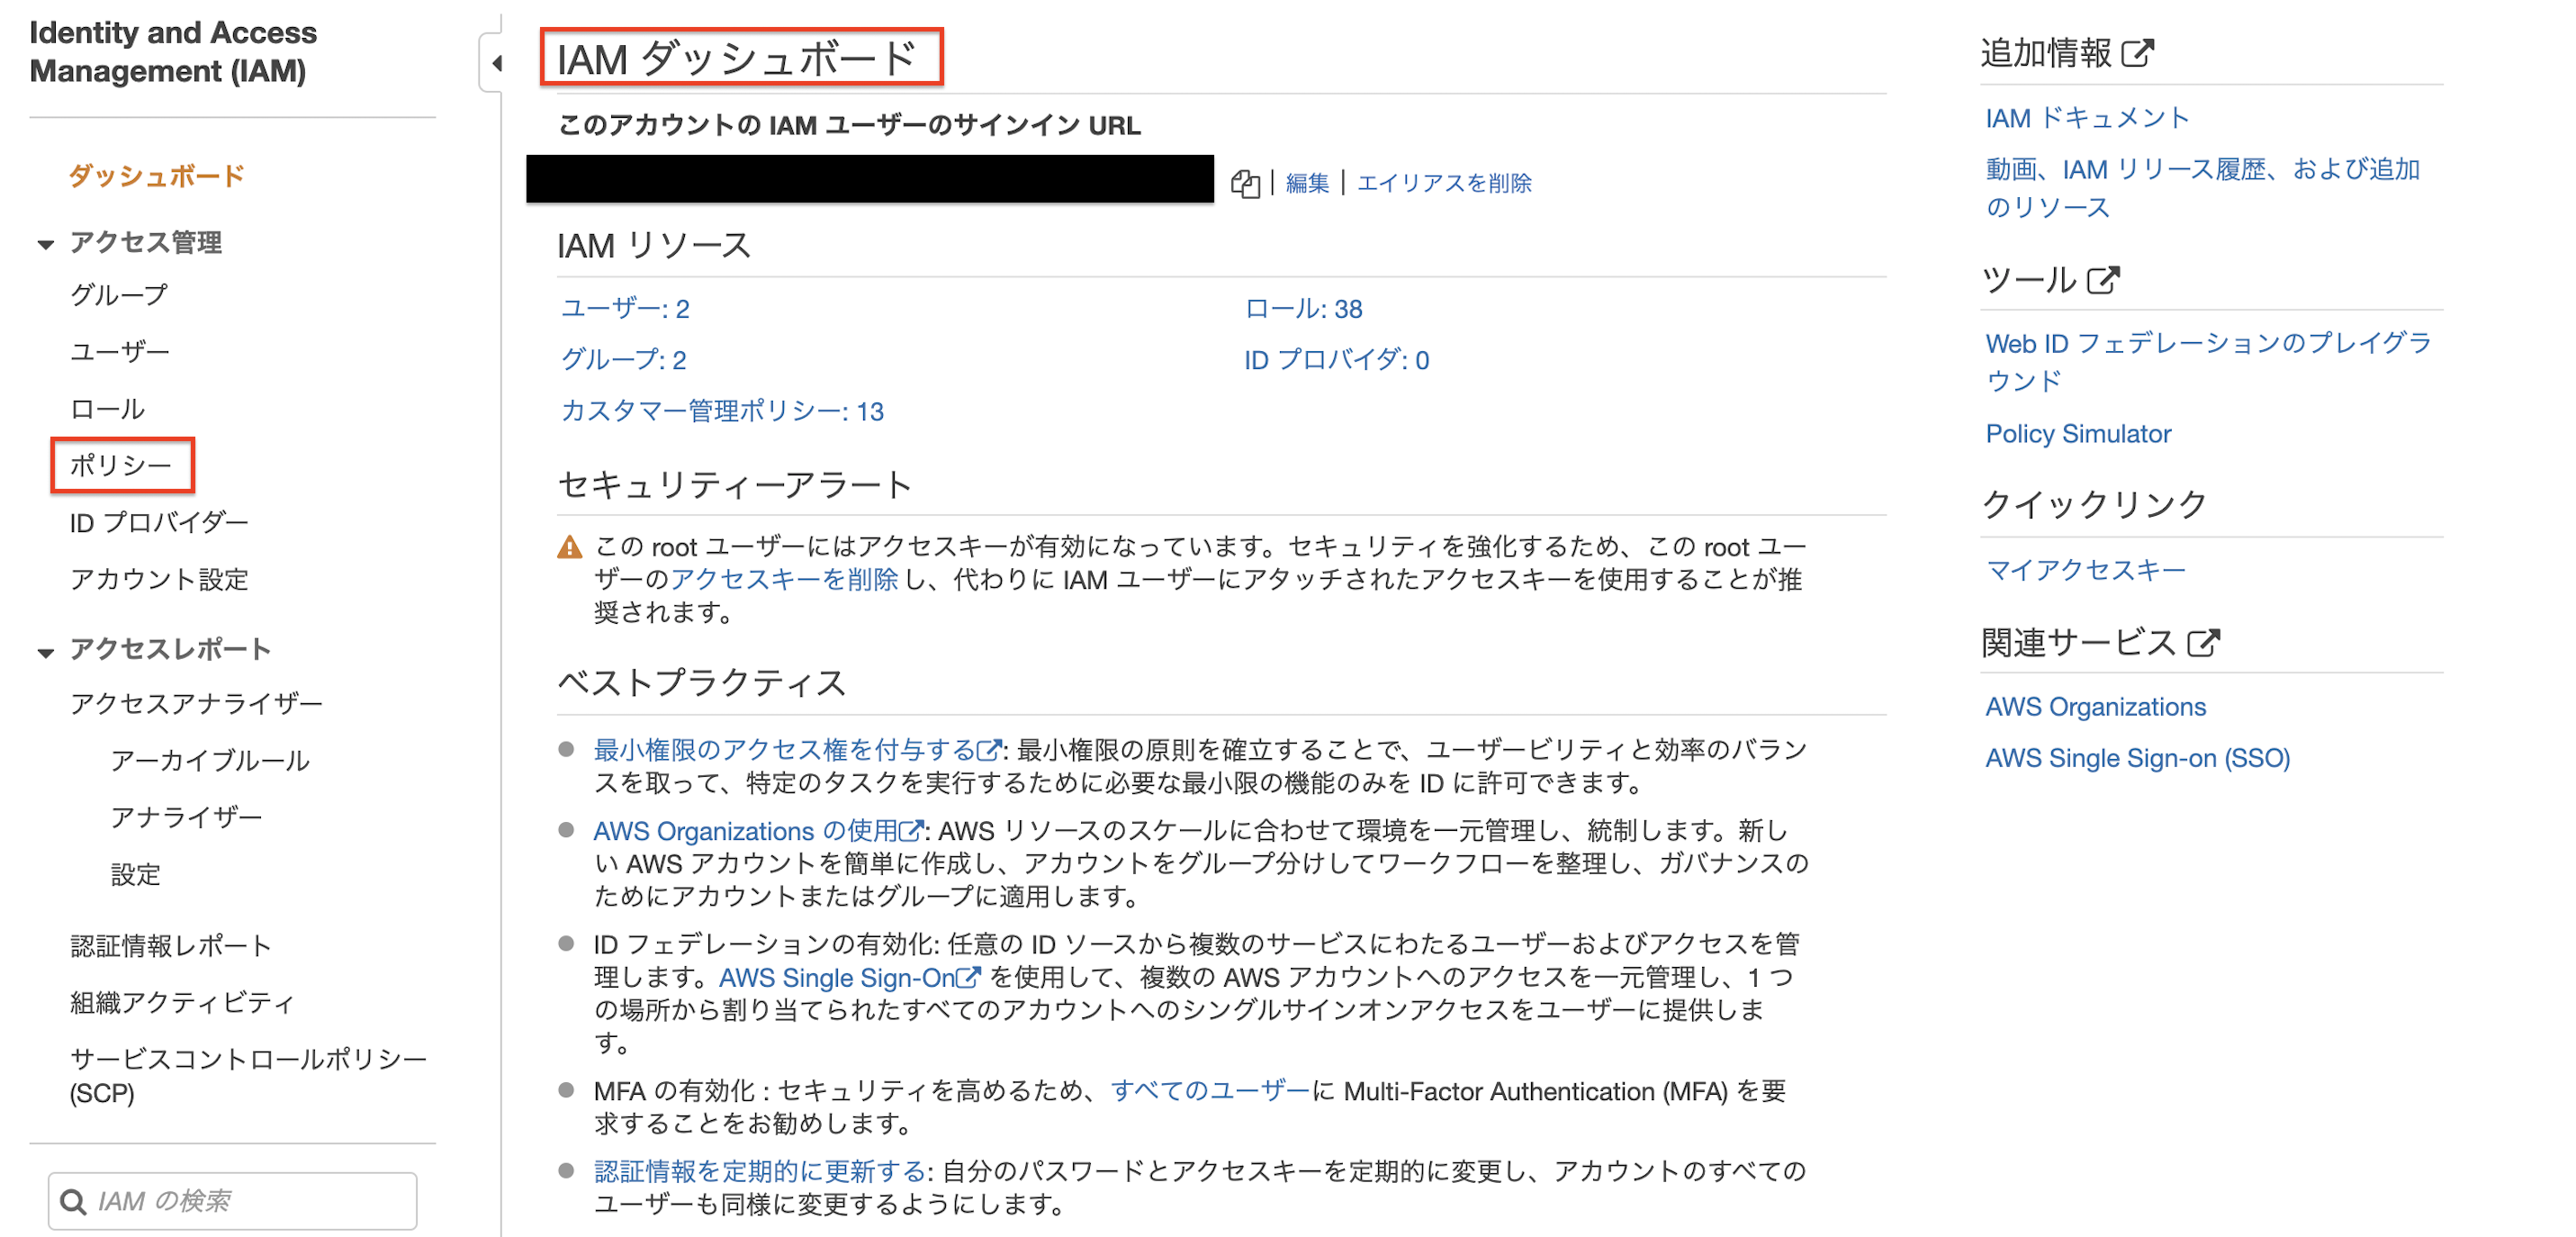 Identity and Access
Management (IAM)
ダッシュボード
アクセス管理
グループ
ユーザー
ロール
ポリシー
ID プロバイダー
アカウント設定
アクセスレポート
アクセスアナライザー
アーカイブルール
アナライザー
設定
認証情報レポート
組織アクティビティ
サービスコントロールポリシー
(SCP)
IAM の検索
IAM ダッシュボード
このアカウントの IAM ユーザーのサインイン URL
| 編集 | エイリアスを削除
IAM リソース
ユーザー: 2
ロール: 38
グループ: 2
ID プロバイダ: 0
カスタマー管理ポリシー: 13
セキュリティーアラート
この root ユーザーにはアクセスキーが有効になっています。セキュリティを強化するため、この root ユー
ザーのアクセスキーを削除し、代わりに IAM ユーザーにアタッチされたアクセスキーを使用することが推
奨されます。
ベストプラクティス
最小権限のアクセス権を付与する: 最小権限の原則を確立することで、ユーザービリティと効率のバラン
スを取って、特定のタスクを実行するために必要な最小限の機能のみを ID に許可できます。
AWS Organizations の使用: AWS リソースのスケールに合わせて環境を一元管理し、統制します。新し
い AWS アカウントを簡単に作成し、アカウントをグループ分けしてワークフローを整理し、ガバナンスの
ためにアカウントまたはグループに適用します。
ID フェデレーションの有効化: 任意の ID ソースから複数のサービスにわたるユーザーおよびアクセスを管
理します。AWS Single Sign-On を使用して、複数の AWS アカウントへのアクセスを一元管理し、1 つ
の場所から割り当てられたすべてのアカウントへのシングルサインオンアクセスをユーザーに提供しま
す。
MFA の有効化 : セキュリティを高めるため、すべてのユーザーに Multi-Factor Authentication (MFA) を要
求することをお勧めします。
認証情報を定期的に更新する: 自分のパスワードとアクセスキーを定期的に変更し、アカウントのすべての
ユーザーも同様に変更するようにします。
追加情報
IAM ドキュメント
動画、IAM リリース履歴、および追加
のリソース
ツール
Web ID フェデレーションのプレイグラ
ウンド
Policy Simulator
クイックリンク
マイアクセスキー
関連サービス
AWS Organizations
AWS Single Sign-on (SSO)